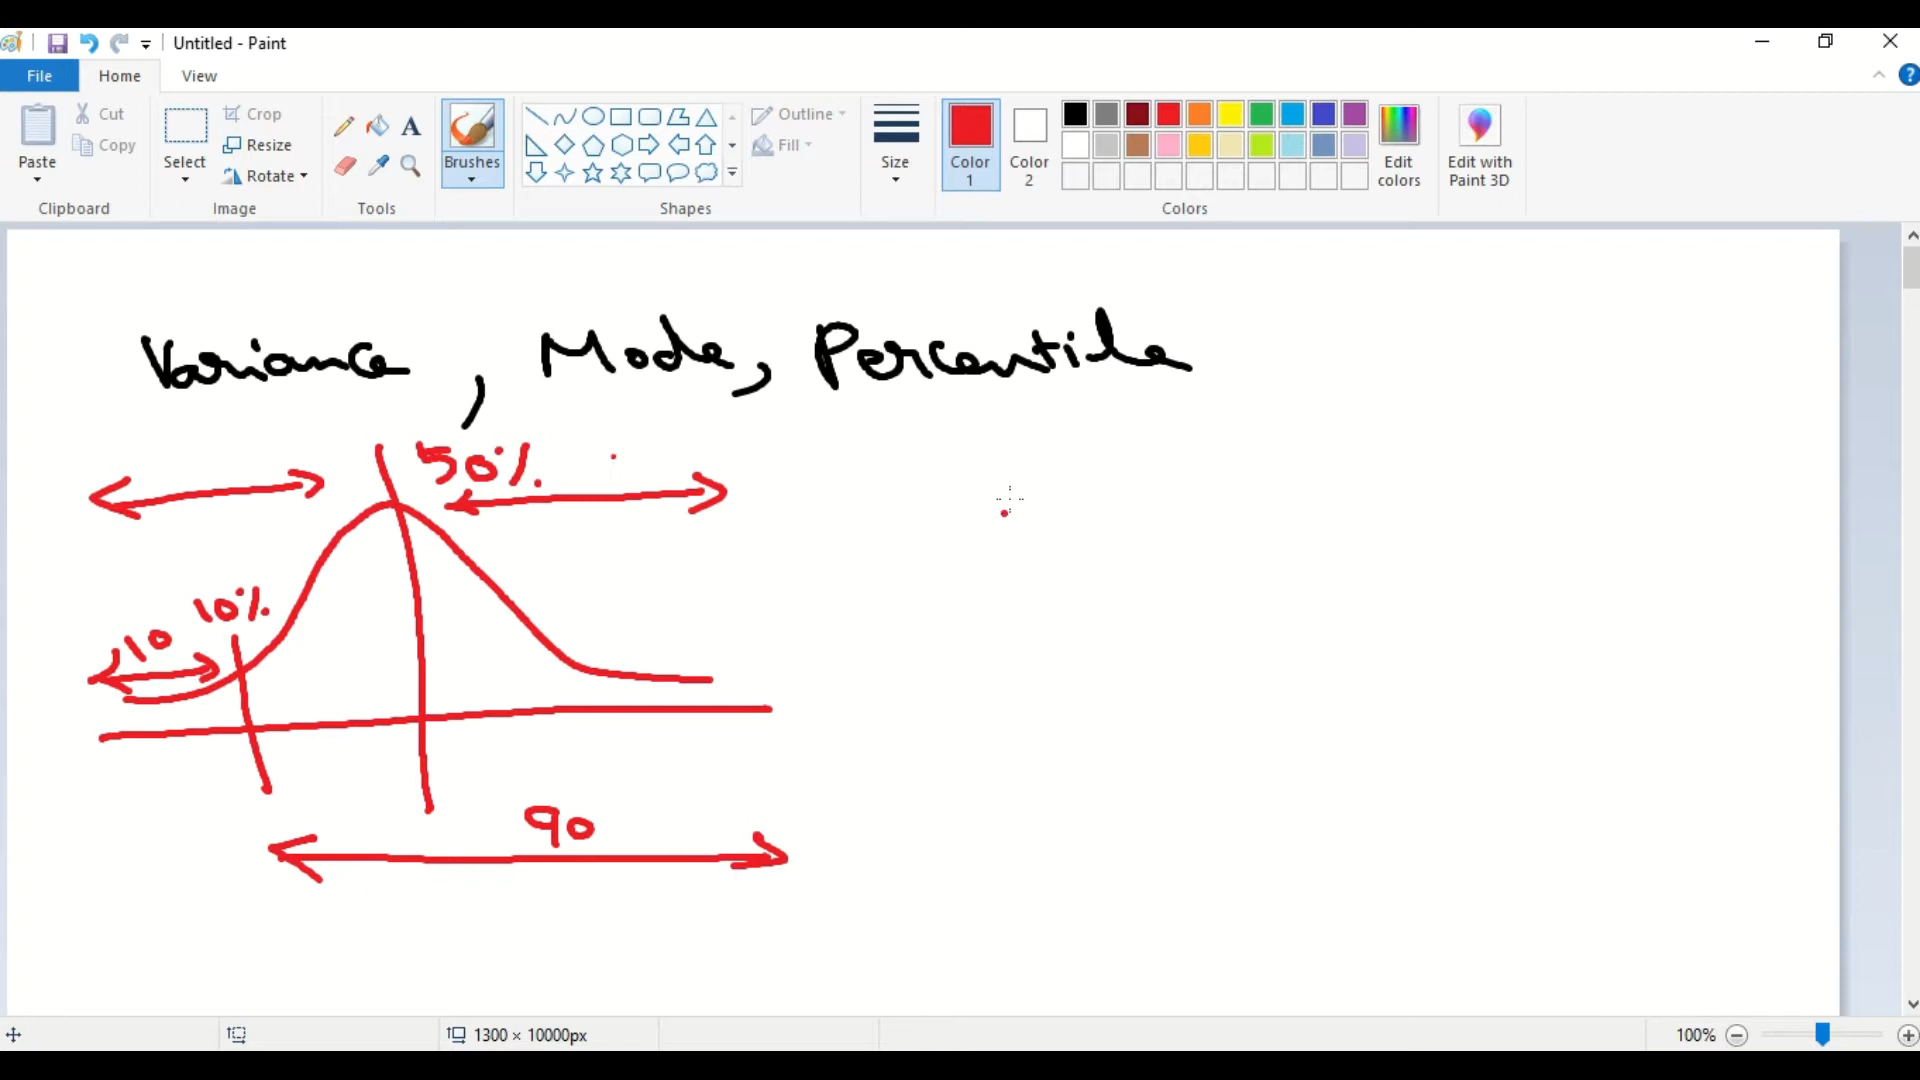 Untitled - Paint
File Home View
Cut
Copy
Paste
Clipboard
Crop
Resize
Rotate
Select
Image
Tools
Brushes
Outline
Fill
Shapes
Size
Color 1
Color 2
Edit colors
Colors
Edit with Paint 3D
Variance, Mode, Percentile
50%
10%
10
90
1300 × 10000px
100%